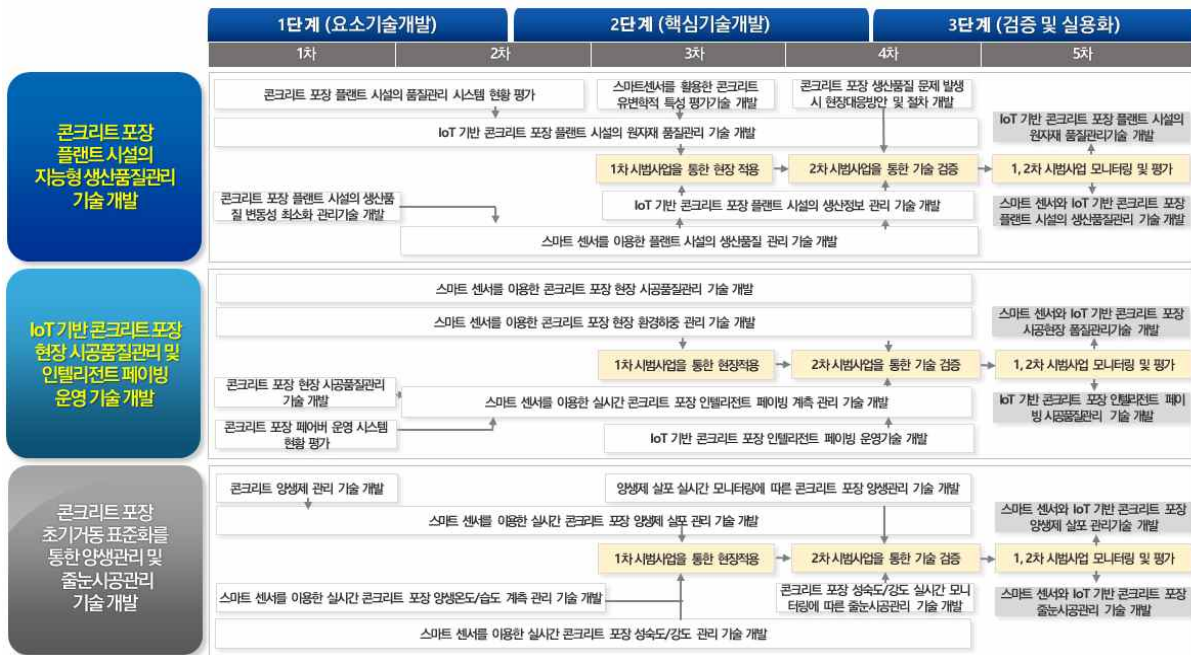 1단계 (요소기술개발)
2단계 (핵심기술개발)
3단계 (검증 및 실용화)
1차
2차
3차
4차
5차
콘크리트 포장
플랜트 시설의
지능형 생산품질관리
기술 개발
콘크리트 포장 플랜트 시설의 품질관리 시스템 현황 평가
스마트센서를 활용한 콘크리트
유변학적 특성 평가기술 개발
콘크리트 포장 생산품질 문제 발생
시 현장대응방안 및 절차 개발
IoT 기반 콘크리트 포장 플랜트 시설의 원자재 품질관리 기술 개발
IoT 기반 콘크리트 포장 플랜트 시설의
원자재 품질관리기술 개발
1차 시범사업을 통한 현장 적용
2차 시범사업을 통한 기술 검증
1, 2차 시범사업 모니터링 및 평가
콘크리트 포장 플랜트 시설의 생산품
질 변동성 최소화 관리기술 개발
IoT 기반 콘크리트 포장 플랜트 시설의 생산정보 관리 기술 개발
스마트 센서와 IoT 기반 콘크리트 포장
플랜트 시설의 생산품질관리 기술 개발
스마트 센서를 이용한 플랜트 시설의 생산품질 관리 기술 개발
IoT 기반 콘크리트 포장
현장 시공품질관리 및
인텔리전트 페이빙
운영 기술 개발
스마트 센서를 이용한 콘크리트 포장 현장 시공품질관리 기술 개발
스마트 센서를 이용한 콘크리트 포장 현장 환경하중 관리 기술 개발
스마트 센서와 IoT 기반 콘크리트 포장
시공현장 품질관리기술 개발
1차 시범사업을 통한 현장적용
2차 시범사업을 통한 기술 검증
1, 2차 시범사업 모니터링 및 평가
콘크리트 포장 현장 시공품질관리
기술 개발
스마트 센서를 이용한 실시간 콘크리트 포장 인텔리전트 페이빙 계측 관리 기술 개발
IoT 기반 콘크리트 포장 인텔리전트 페이
빙 시공품질관리 기술 개발
콘크리트 포장 페이버 운영 시스템
현황 평가
IoT 기반 콘크리트 포장 인텔리전트 페이빙 운영기술 개발
콘크리트 포장
초기거동 표준화를
통한 양생관리 및
줄눈시공관리
기술 개발
콘크리트 양생제 관리 기술 개발
양생제 살포 실시간 모니터링에 따른 콘크리트 포장 양생관리 기술 개발
스마트 센서를 이용한 실시간 콘크리트 포장 양생제 살포 관리 기술 개발
스마트 센서와 IoT 기반 콘크리트 포장
양생제 살포 관리기술 개발
1차 시범사업을 통한 현장적용
2차 시범사업을 통한 기술 검증
1, 2차 시범사업 모니터링 및 평가
스마트 센서를 이용한 실시간 콘크리트 포장 양생온도/습도 계측 관리 기술 개발
콘크리트 포장 성숙도/강도 실시간 모니
터링에 따른 줄눈시공관리 기술 개발
스마트 센서와 IoT 기반 콘크리트 포장
줄눈시공관리 기술 개발
스마트 센서를 이용한 실시간 콘크리트 포장 성숙도/강도 관리 기술 개발